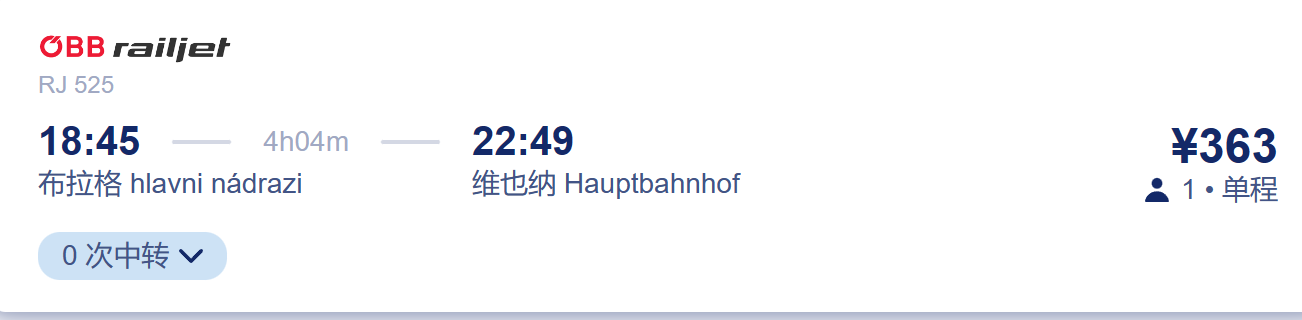 ÖBB railjet
RJ 525
18:45 4h04m 22:49
布拉格 hlavni nádrazi 维也纳 Hauptbahnhof
¥363
1 • 单程
0 次中转